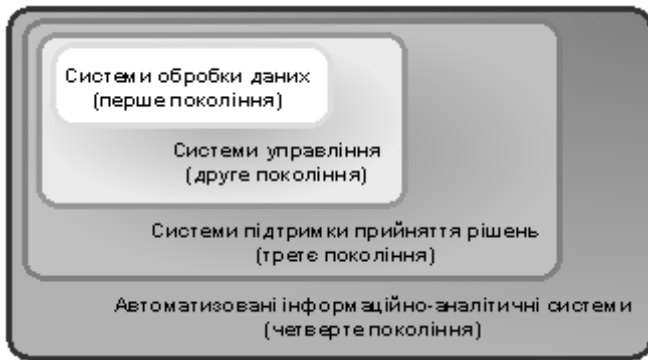 Системи обробки даних
(перше покоління)
Системи управління
(друге покоління)
Системи підтримки прийняття рішень
(третє покоління)
Автоматизовані інформаційно-аналітичні системи
(четверте покоління)